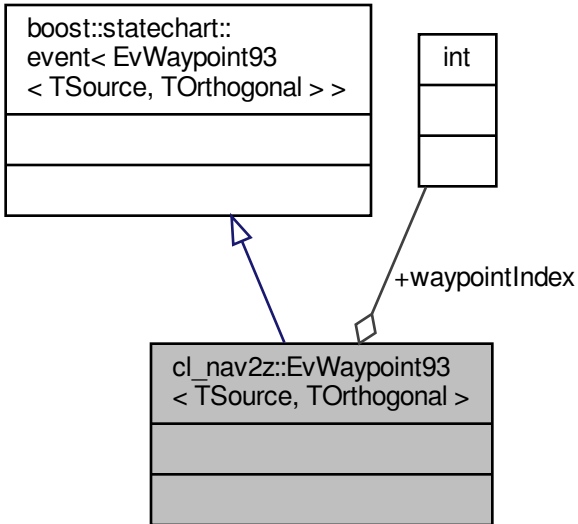 boost::statechart::
event< EvWaypoint93
< TSource, TOrthogonal > >
int
+waypointIndex
cl_nav2z::EvWaypoint93
< TSource, TOrthogonal >